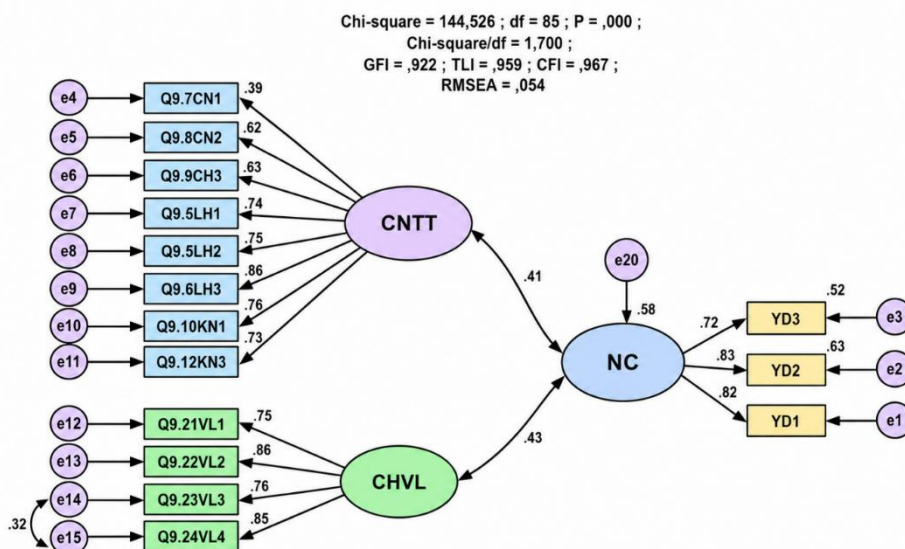 Chi-square = 144,526 ; df = 85 ; P = ,000 ;
Chi-square/df = 1,700 ;
GFI = ,922 ; TLI = ,959 ; CFI = ,967 ;
RMSEA = ,054
e4 Q9.7CN1 .39
e5 Q9.8CN2 .62
e6 Q9.9CH3 .63
e7 Q9.5LH1 .74
e8 Q9.5LH2 .75
e9 Q9.6LH3 .86
e10 Q9.10KN1 .76
e11 Q9.12KN3 .73
CNTT
.41
e20
.58
NC
.72 YD3 .52 e3
.83 YD2 .63 e2
.82 YD1 e1
.43
e12 Q9.21VL1 .75
e13 Q9.22VL2 .86
e14 Q9.23VL3 .76
e15 Q9.24VL4 .85
.32
CHVL